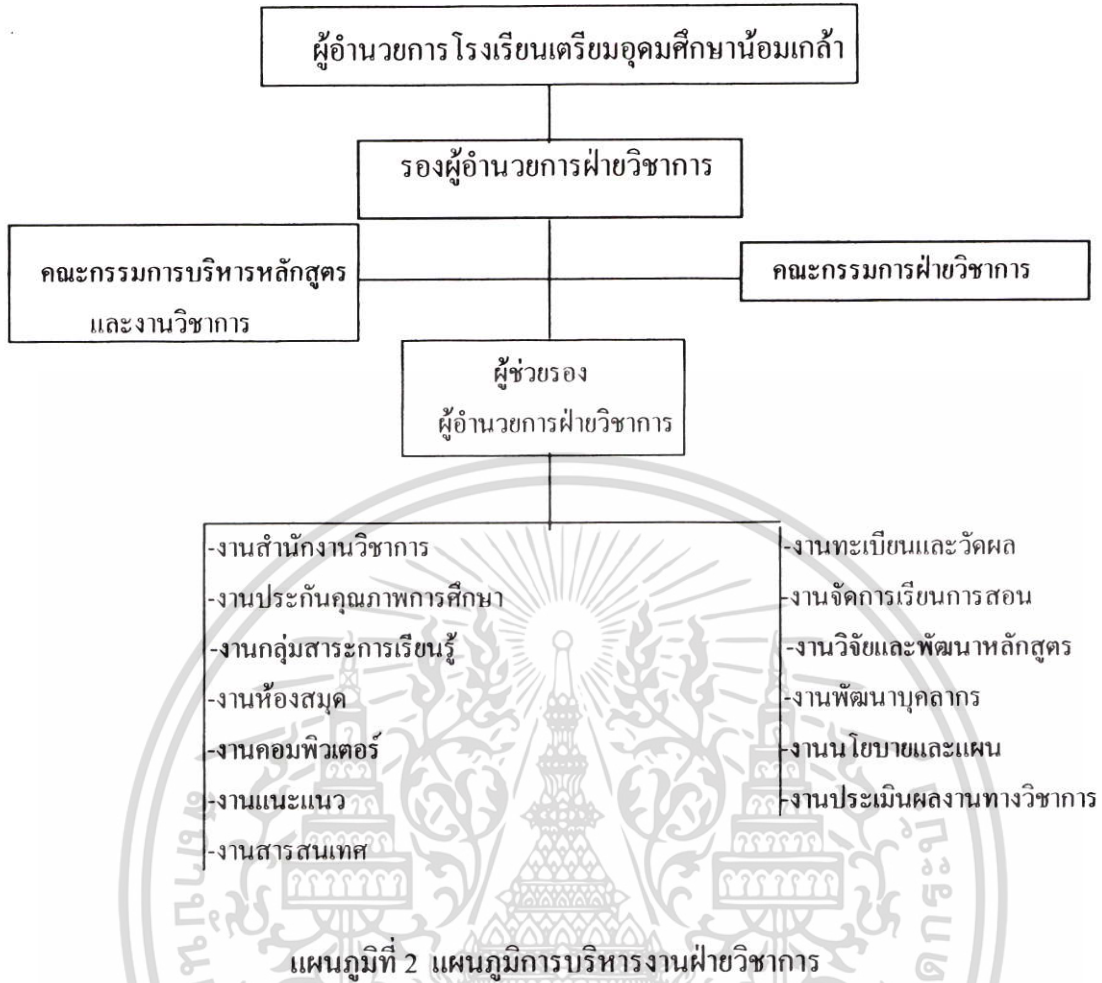 ผู้อำนวยการโรงเรียนเตรียมอุดมศึกษาน้อมเกล้า
รองผู้อำนวยการฝ่ายวิชาการ
คณะกรรมการบริหารหลักสูตร
และงานวิชาการ
คณะกรรมการฝ่ายวิชาการ
ผู้ช่วยรอง
ผู้อำนวยการฝ่ายวิชาการ
-งานสำนักงานวิชาการ
-งานประกันคุณภาพการศึกษา
-งานกลุ่มสาระการเรียนรู้
-งานห้องสมุด
-งานคอมพิวเตอร์
-งานแนะแนว
-งานสารสนเทศ
-งานทะเบียนและวัดผล
-งานจัดการเรียนการสอน
-งานวิจัยและพัฒนาหลักสูตร
-งานพัฒนาบุคลากร
-งานนโยบายและแผน
-งานประเมินผลงานทางวิชาการ
แผนภูมิที่ 2 แผนภูมิการบริหารงานฝ่ายวิชาการ